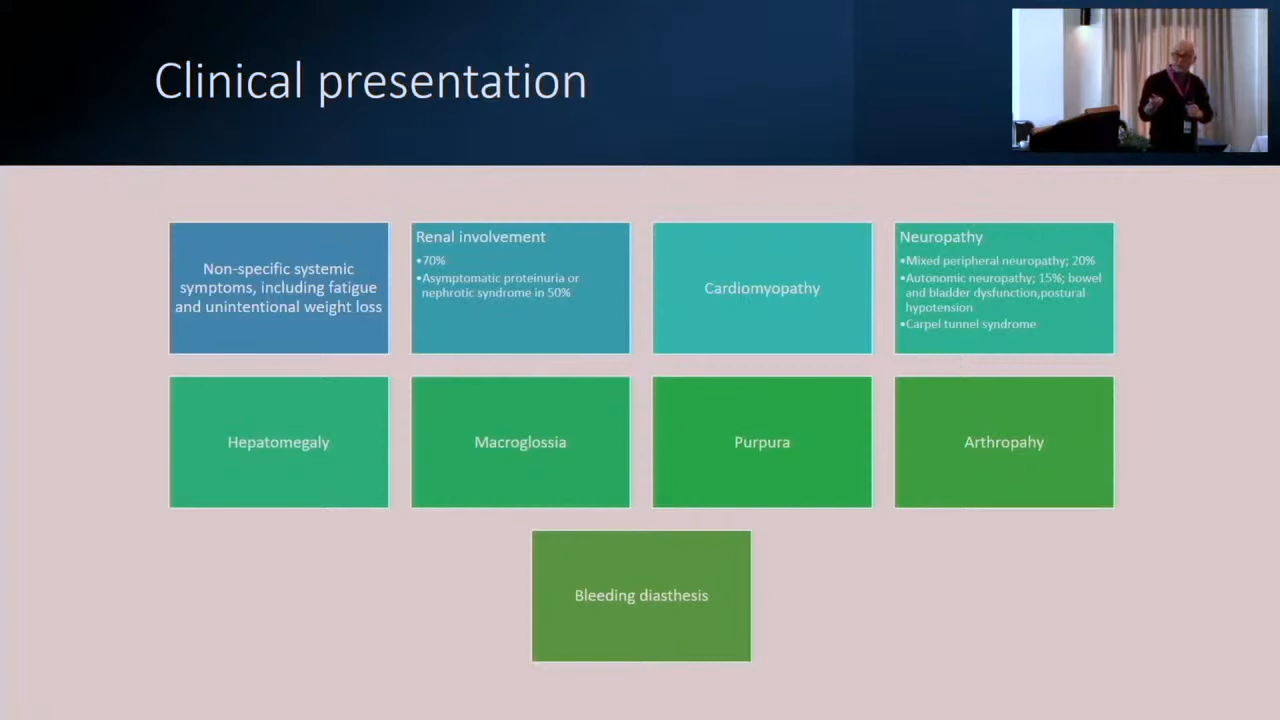 Clinical presentation
Non-specific systemic
symptoms, including fatigue
and unintentional weight loss
Renal involvement
•70%
•Asymptomatic proteinuria or
nephrotic syndrome in 50%
Cardiomyopathy
Neuropathy
•Mixed peripheral neuropathy; 20%
•Autonomic neuropathy; 15%; bowel
and bladder dysfunction,postural
hypotension
•Carpel tunnel syndrome
Hepatomegaly
Macroglossia
Purpura
Arthropahy
Bleeding diasthesis